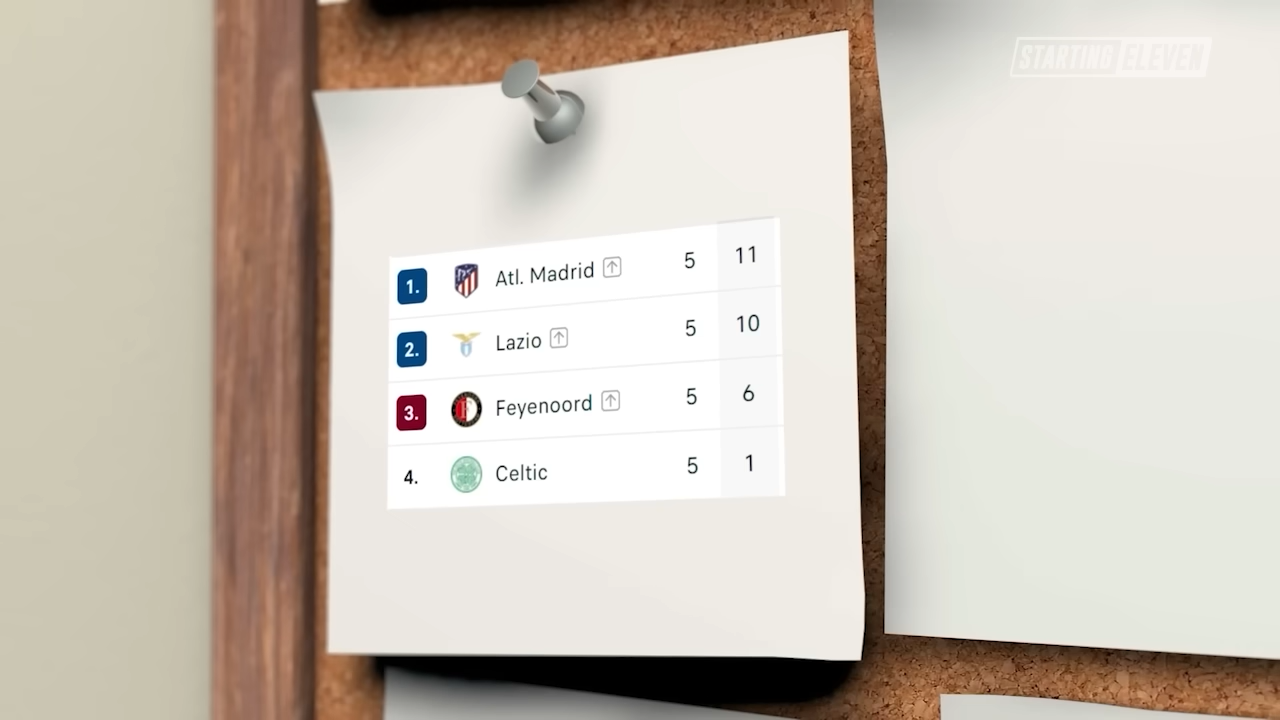 STARTING ELEVEN
1. Atl. Madrid 5 11
2. Lazio 5 10
3. Feyenoord 5 6
4. Celtic 5 1